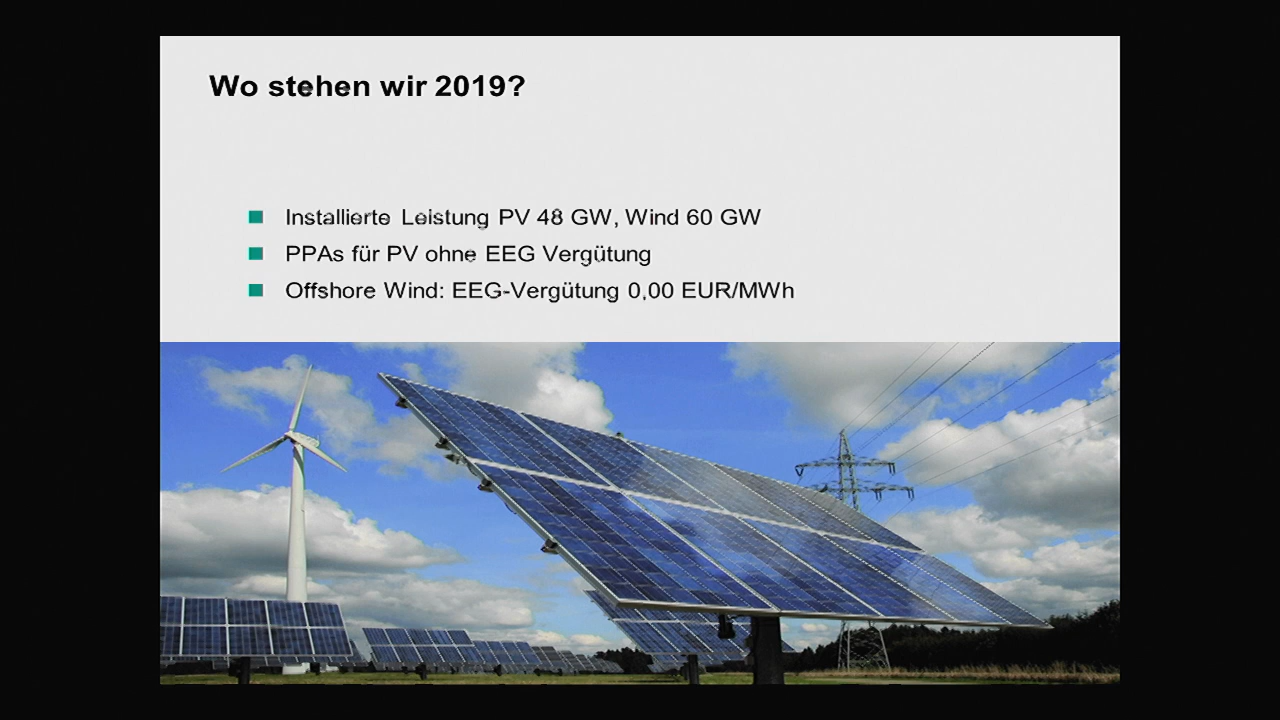 Wo stehen wir 2019?
Installierte Leistung PV 48 GW, Wind 60 GW
PPAs für PV ohne EEG Vergütung
Offshore Wind: EEG-Vergütung 0,00 EUR/MWh